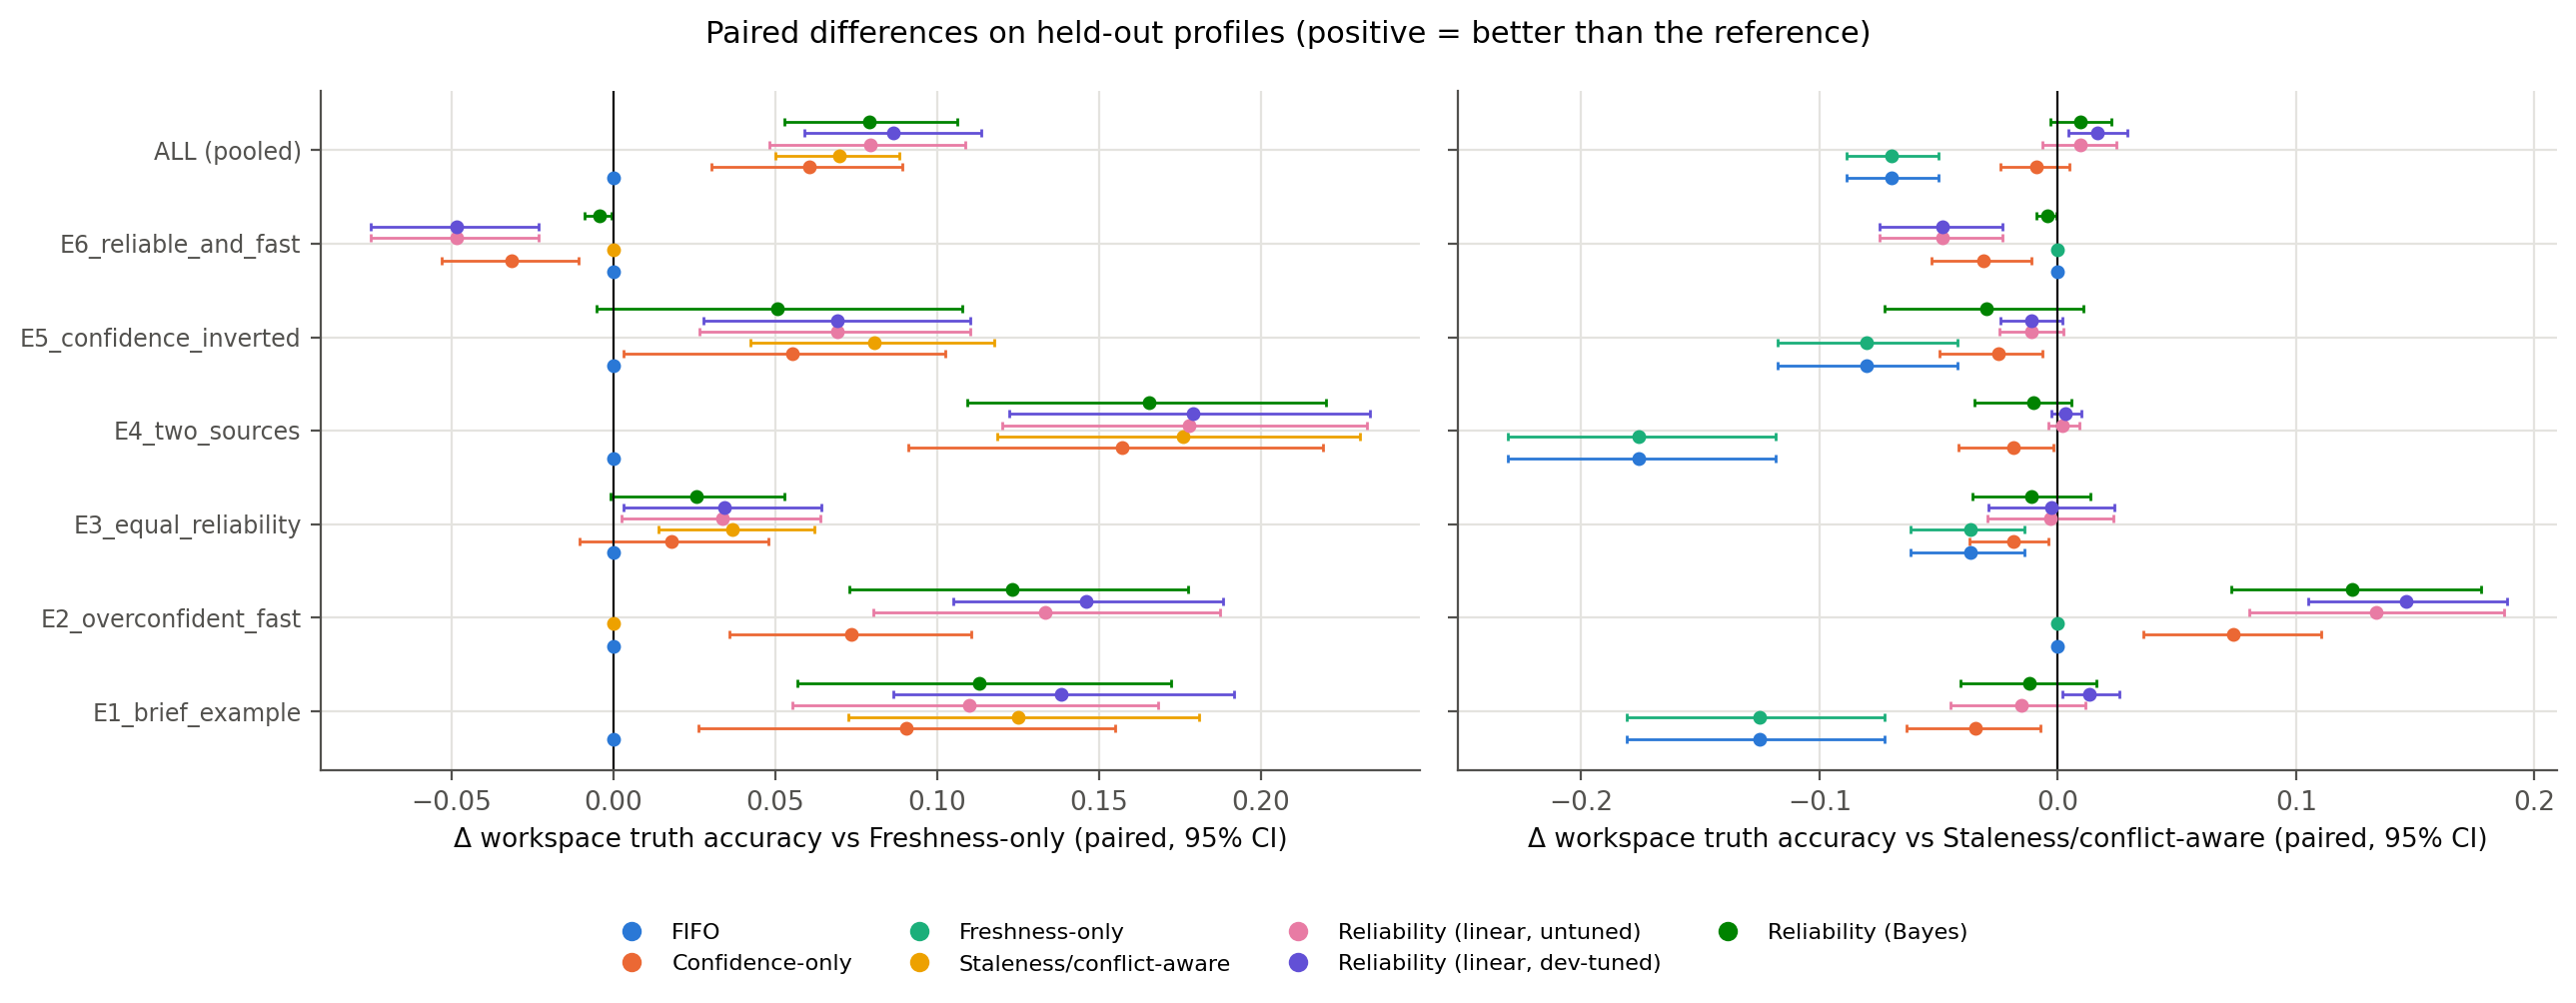 Paired differences on held-out profiles (positive = better than the reference)
ALL (pooled)
E6_reliable_and_fast
E5_confidence_inverted
E4_two_sources
E3_equal_reliability
E2_overconfident_fast
E1_brief_example
−0.05 0.00 0.05 0.10 0.15 0.20
Δ workspace truth accuracy vs Freshness-only (paired, 95% CI)
−0.2 −0.1 0.0 0.1 0.2
Δ workspace truth accuracy vs Staleness/conflict-aware (paired, 95% CI)
FIFO
Confidence-only
Freshness-only
Staleness/conflict-aware
Reliability (linear, untuned)
Reliability (linear, dev-tuned)
Reliability (Bayes)